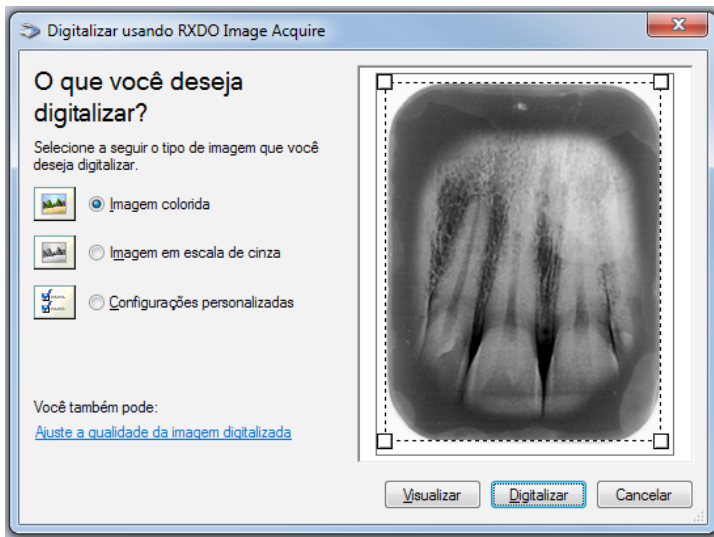 Digitalizar usando RXDO Image Acquire
O que você deseja
digitalizar?
Selecione a seguir o tipo de imagem que você
deseja digitalizar.
Imagem colorida
Imagem em escala de cinza
Configurações personalizadas
Você também pode:
Ajuste a qualidade da imagem digitalizada
Visualizar
Digitalizar
Cancelar